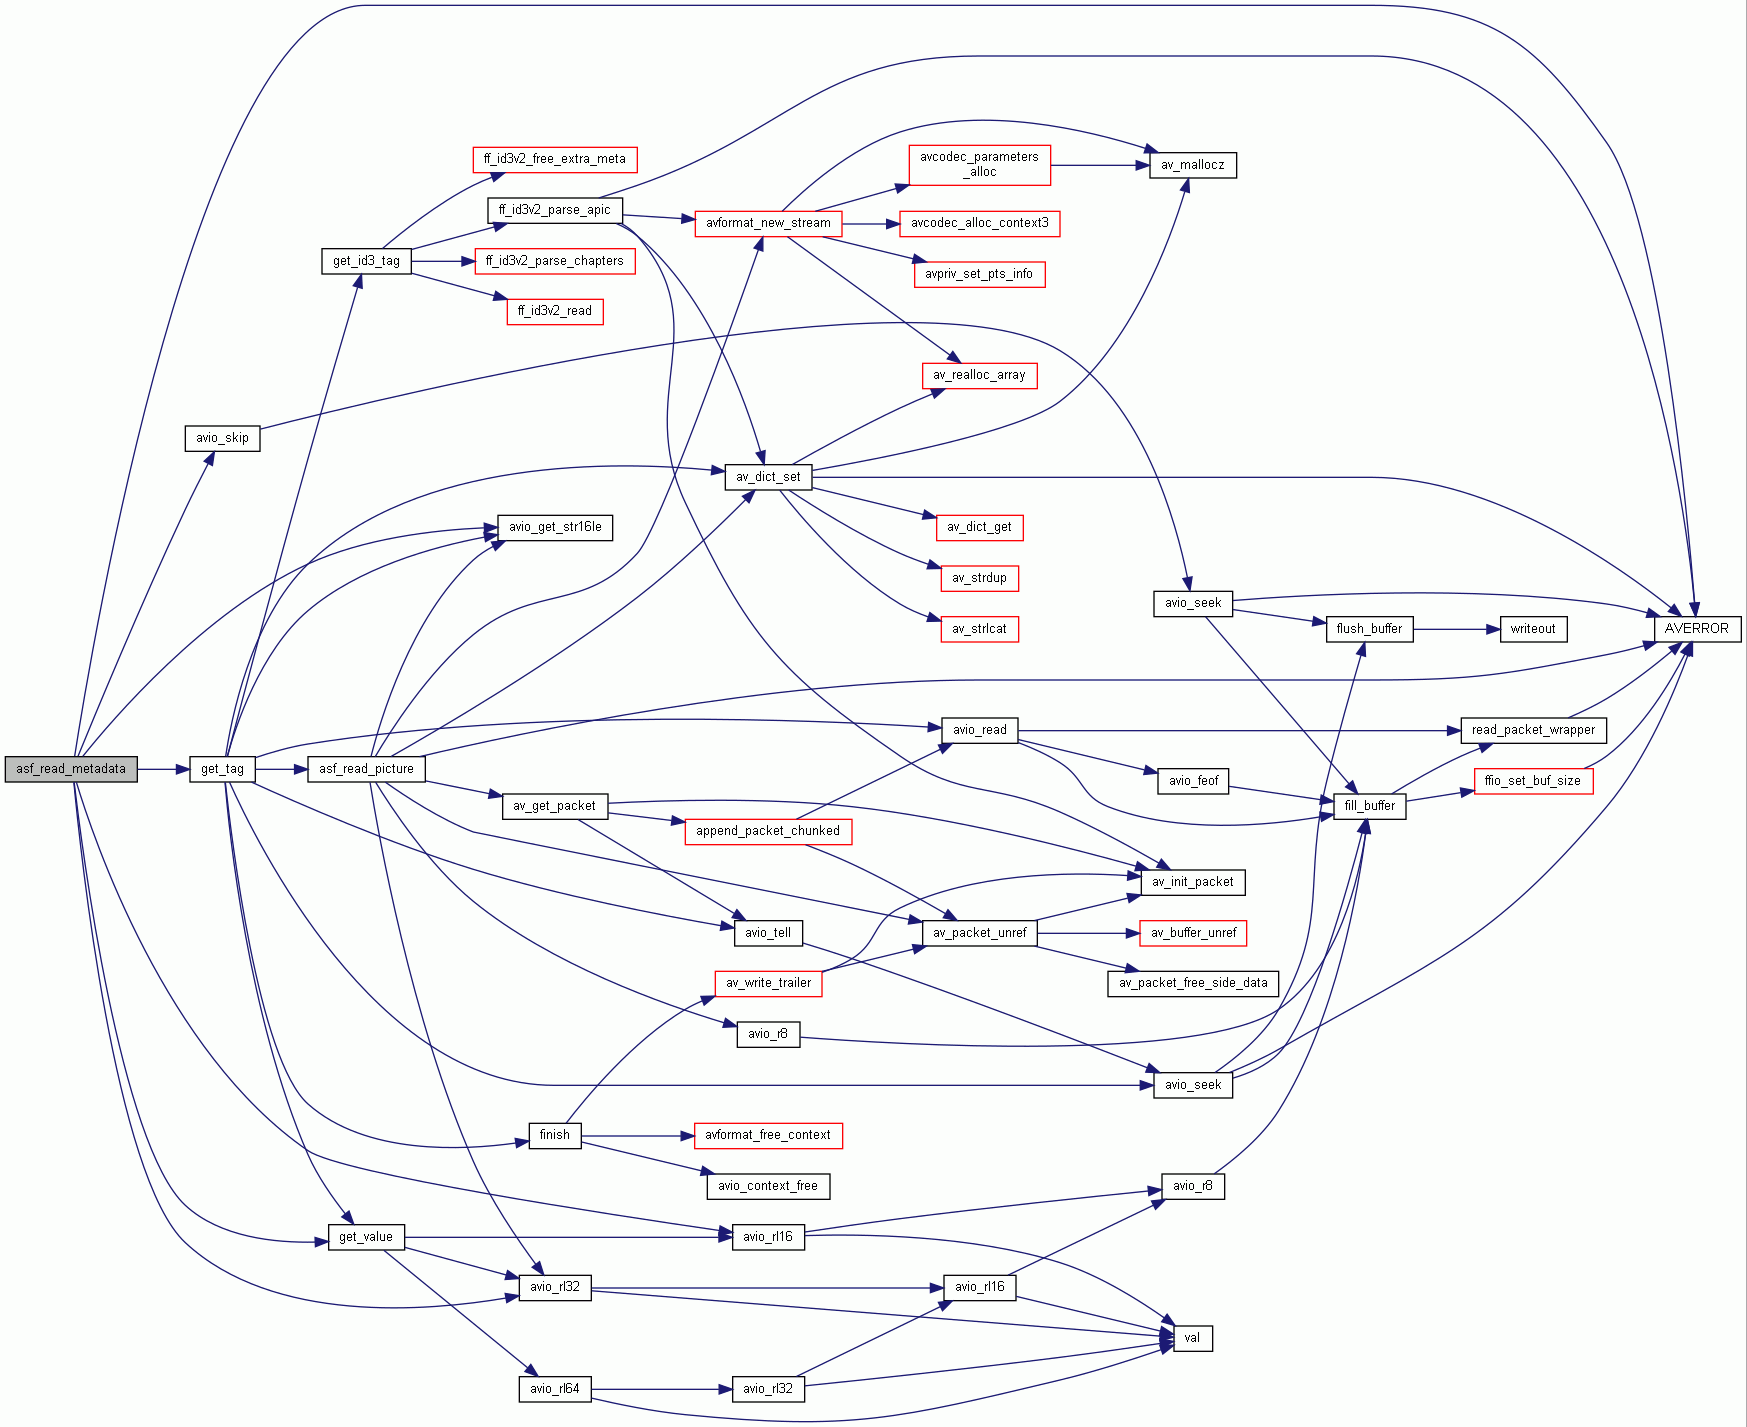 ff_id3v2_free_extra_meta
avcodec_parameters
_alloc
av_mallocz
ff_id3v2_parse_apic
avformat_new_stream
avcodec_alloc_context3
get_id3_tag
ff_id3v2_parse_chapters
avpriv_set_pts_info
ff_id3v2_read
av_realloc_array
avio_skip
av_dict_set
avio_get_str16le
av_dict_get
av_strdup
avio_seek
av_strlcat
flush_buffer
writeout
AVERROR
avio_read
read_packet_wrapper
asf_read_metadata
get_tag
asf_read_picture
avio_feof
ffio_set_buf_size
av_get_packet
fill_buffer
append_packet_chunked
av_init_packet
avio_tell
av_packet_unref
av_buffer_unref
av_write_trailer
av_packet_free_side_data
avio_r8
avio_seek
finish
avformat_free_context
avio_context_free
avio_r8
get_value
avio_rl16
avio_rl32
avio_rl16
val
avio_rl64
avio_rl32